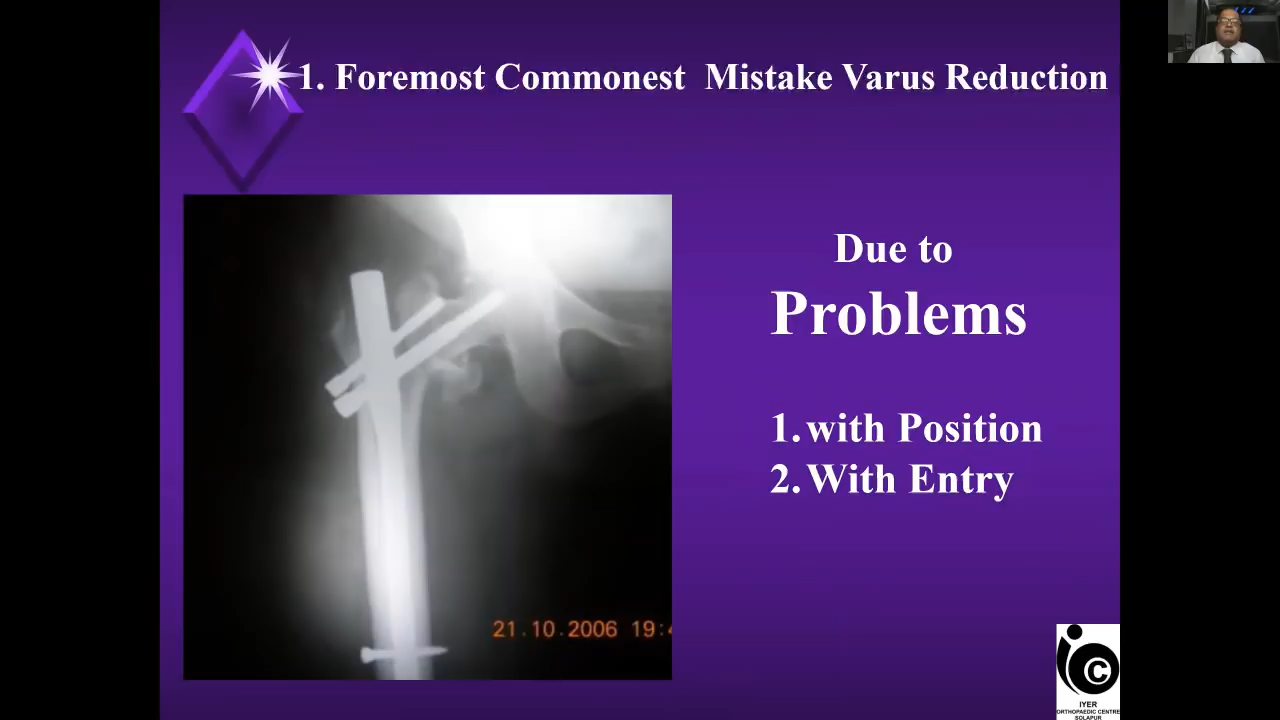 1. Foremost Commonest Mistake Varus Reduction
Due to
Problems
1. with Position
2. With Entry
21.10.2006 19:4
C
IYER
ORTHOPAEDIC CENTRE
SOLAPUR